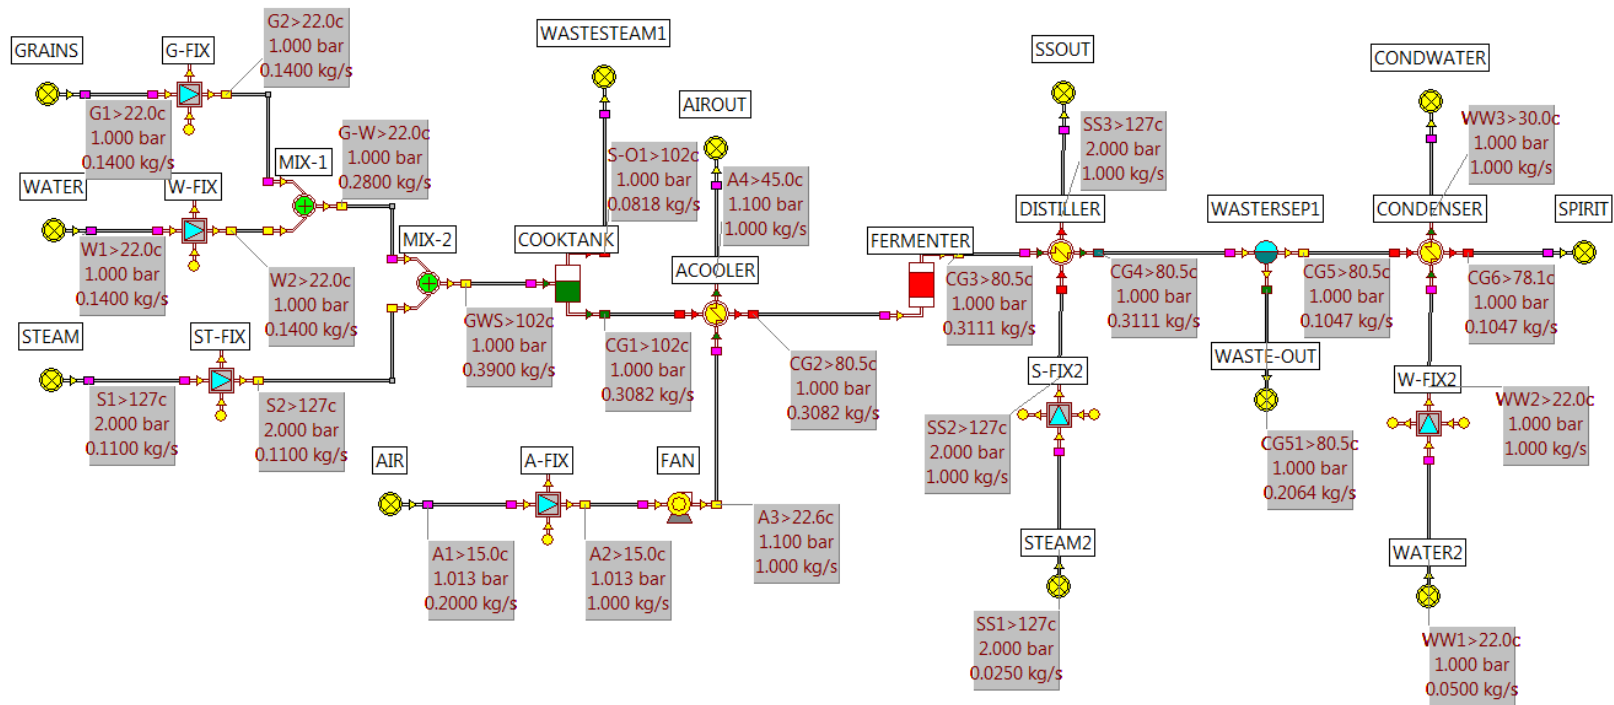 GRAINS
G-FIX
G2>22.0c
1.000 bar
0.1400 kg/s
WASTESTEAM1
SSOUT
CONDWATER
G1>22.0c
1.000 bar
0.1400 kg/s
G-W>22.0c
1.000 bar
0.2800 kg/s
MIX-1
AIROUT
S-O1>102c
1.000 bar
0.0818 kg/s
A4>45.0c
1.100 bar
1.000 kg/s
SS3>127c
2.000 bar
1.000 kg/s
WW3>30.0c
1.000 bar
1.000 kg/s
WATER
W-FIX
W1>22.0c
1.000 bar
0.1400 kg/s
W2>22.0c
1.000 bar
0.1400 kg/s
MIX-2
COOKTANK
ACOOLER
FERMENTER
DISTILLER
WASTERSEP1
CONDENSER
SPIRIT
CG3>80.5c
1.000 bar
0.3111 kg/s
CG4>80.5c
1.000 bar
0.3111 kg/s
CG5>80.5c
1.000 bar
0.1047 kg/s
CG6>78.1c
1.000 bar
0.1047 kg/s
STEAM
ST-FIX
GWS>102c
1.000 bar
0.3900 kg/s
CG1>102c
1.000 bar
0.3082 kg/s
CG2>80.5c
1.000 bar
0.3082 kg/s
S-FIX2
WASTE-OUT
W-FIX2
S1>127c
2.000 bar
0.1100 kg/s
S2>127c
2.000 bar
0.1100 kg/s
SS2>127c
2.000 bar
1.000 kg/s
CG51>80.5c
1.000 bar
0.2064 kg/s
WW2>22.0c
1.000 bar
1.000 kg/s
AIR
A-FIX
FAN
A1>15.0c
1.013 bar
0.2000 kg/s
A2>15.0c
1.013 bar
1.000 kg/s
A3>22.6c
1.100 bar
1.000 kg/s
STEAM2
WATER2
SS1>127c
2.000 bar
0.0250 kg/s
WW1>22.0c
1.000 bar
0.0500 kg/s